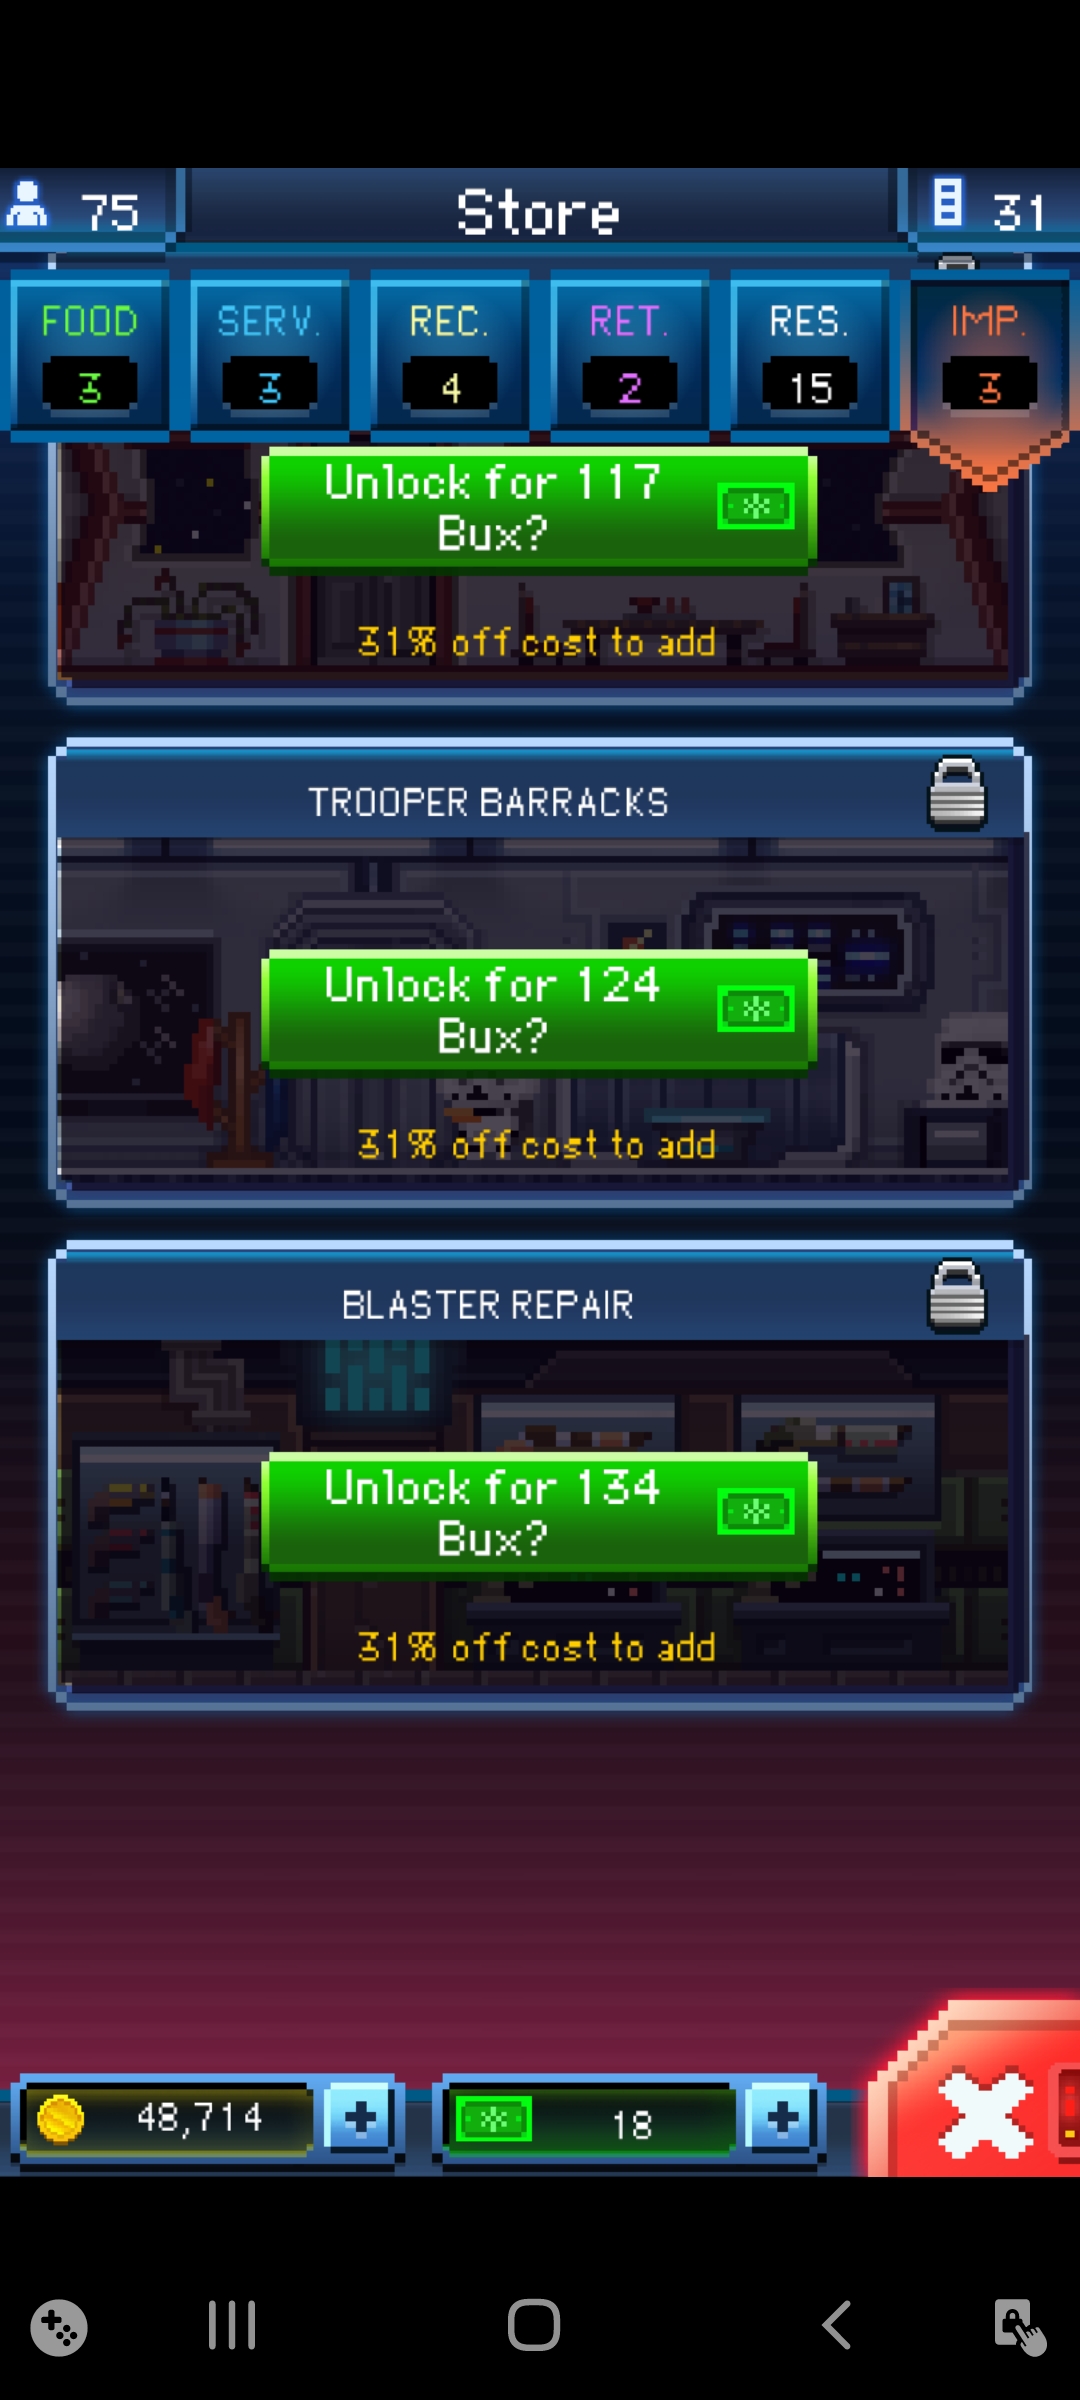 75
Store
31
FOOD
3
SERV.
3
REC.
4
RET.
2
RES.
15
IMP.
3
Unlock for 117
Bux?
31% off cost to add
TROOPER BARRACKS
Unlock for 124
Bux?
31% off cost to add
BLASTER REPAIR
Unlock for 134
Bux?
31% off cost to add
48,714
18